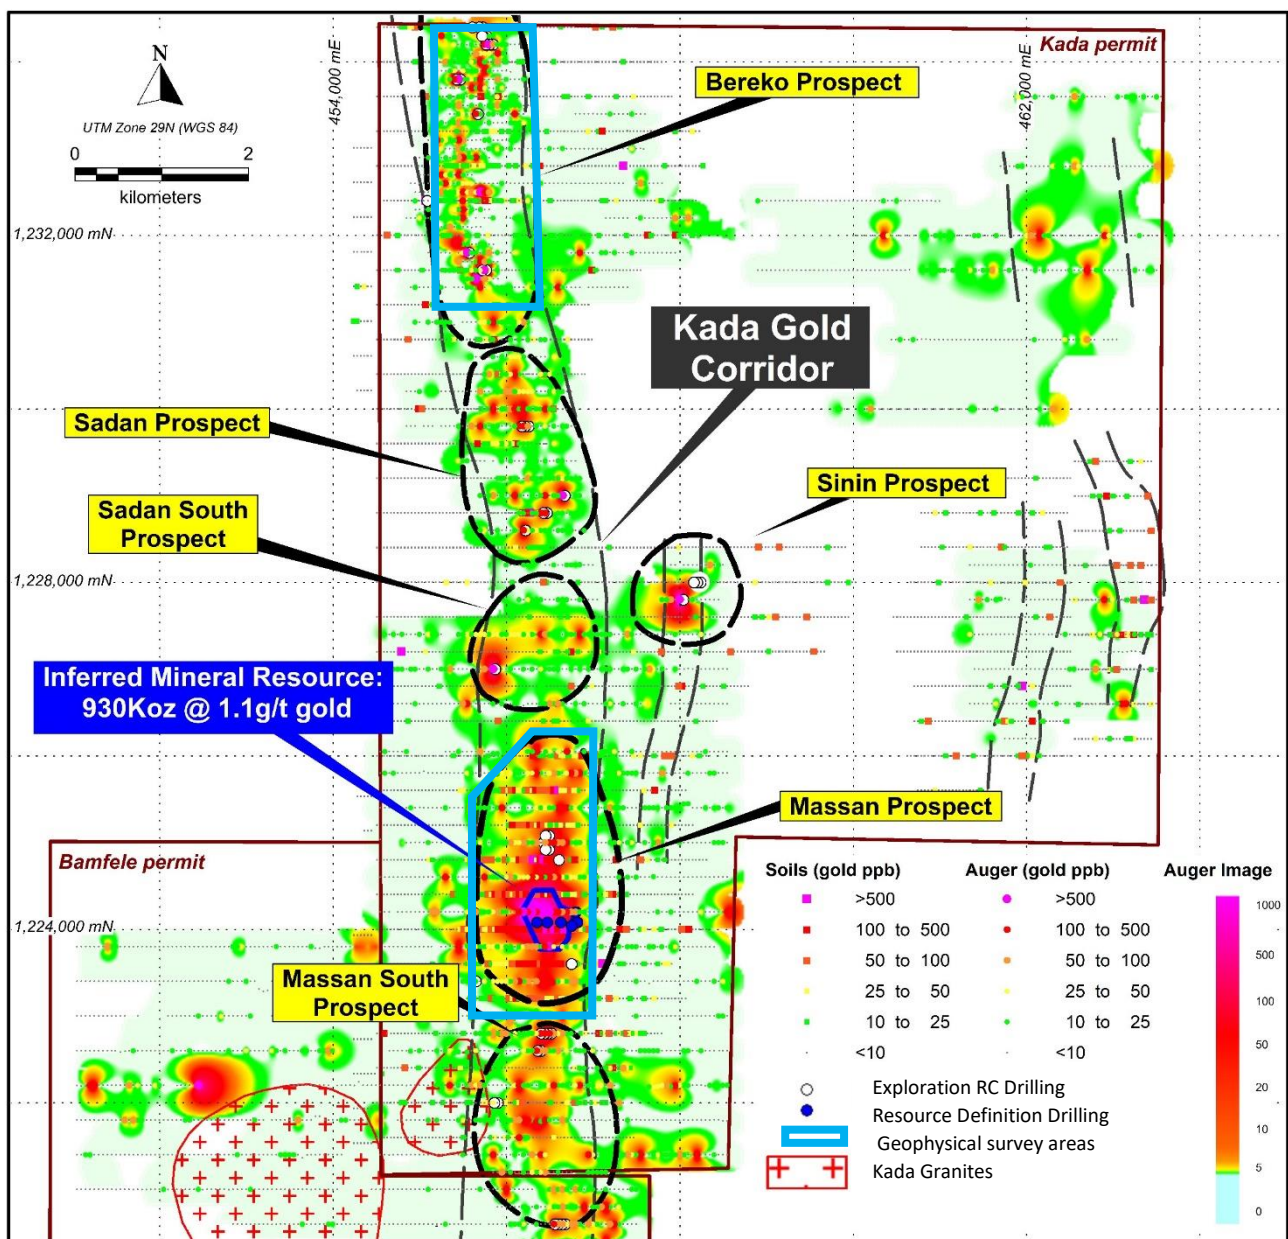 Kada permit
N
UTM Zone 29N (WGS 84)
0 2
kilometers
454,000 mE
462,000 mE
Bereko Prospect
1,232,000 mN
Kada Gold
Corridor
Sadan Prospect
Sinin Prospect
Sadan South
Prospect
1,228,000 mN
Inferred Mineral Resource:
930Koz @ 1.1g/t gold
Massan Prospect
Bamfele permit
1,224,000 mN
Massan South
Prospect
Soils (gold ppb) Auger (gold ppb) Auger Image
>500 >500 1000
100 to 500 100 to 500 500
50 to 100 50 to 100 100
25 to 50 25 to 50 50
10 to 25 10 to 25 20
<10 <10 10
Exploration RC Drilling 5
Resource Definition Drilling 0
Geophysical survey areas
Kada Granites